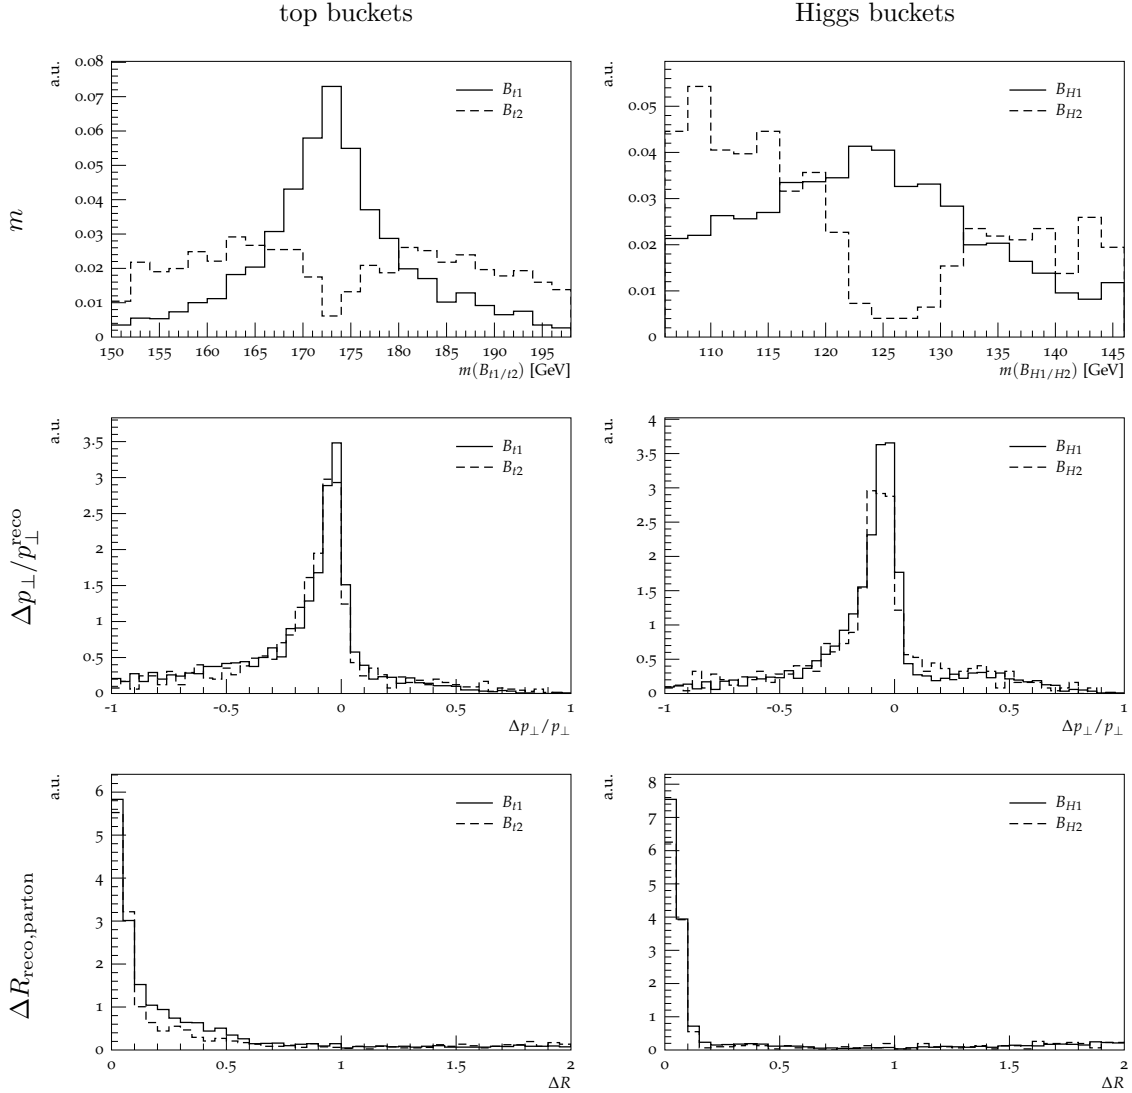 top buckets
Higgs buckets
m
a.u.
0.08
0.07
0.06
0.05
0.04
0.03
0.02
0.01
0
150 155 160 165 170 175 180 185 190 195
m(B_{t1/t2}) [GeV]
B_{t1}
B_{t2}
a.u.
0.05
0.04
0.03
0.02
0.01
0
110 115 120 125 130 135 140 145
m(B_{H1/H2}) [GeV]
B_{H1}
B_{H2}
Δp_⊥/p_⊥^{reco}
a.u.
3.5
3
2.5
2
1.5
1
0.5
0
-1 -0.5 0 0.5 1
Δp_⊥/p_⊥
B_{t1}
B_{t2}
a.u.
4
3.5
3
2.5
2
1.5
1
0.5
0
-1 -0.5 0 0.5 1
Δp_⊥/p_⊥
B_{H1}
B_{H2}
ΔR_{reco,parton}
a.u.
6
5
4
3
2
1
0
0 0.5 1 1.5 2
ΔR
B_{t1}
B_{t2}
a.u.
8
7
6
5
4
3
2
1
0
0 0.5 1 1.5 2
ΔR
B_{H1}
B_{H2}